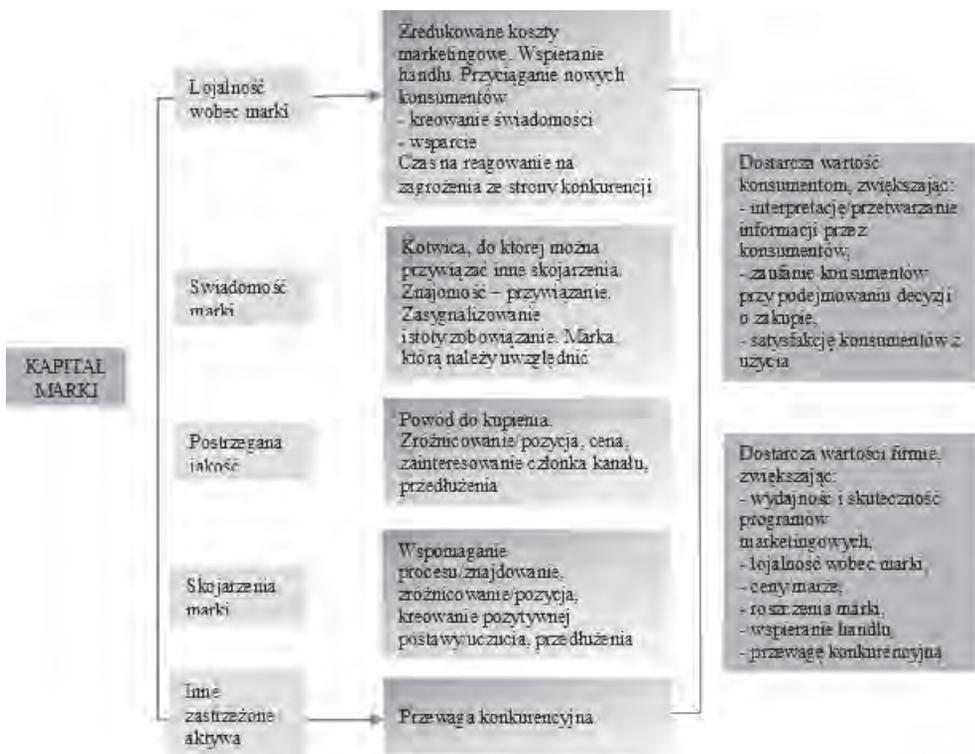 KAPITAŁ
MARKI
Lojalność
wobec marki
Zredukowane koszty
marketingowe. Wspieranie
handlu. Przyciąganie nowych
konsumentów
- kreowanie świadomości
- wsparcie
Czas na reagowanie na
zagrożenia ze strony konkurencji
Świadomość
marki
Kotwica, do której można
przywiązać inne skojarzenia.
Znajomość – przywiązanie.
Zasygnalizowanie
istoty/zobowiązanie. Marka,
którą należy uwzględnić
Postrzegana
jakość
Powód do kupienia.
Zróżnicowanie/pozycja, cena,
zainteresowanie członka kanału,
przedłużenia
Skojarzenia
marki
Wspomaganie
procesu/znajdowanie,
zróżnicowanie/pozycja,
kreowanie pozytywnej
postawy/uczucia, przedłużenia
Inne
zastrzeżone
aktywa
Przewaga konkurencyjna
Dostarcza wartość
konsumentom, zwiększając:
- interpretację/przetwarzanie
informacji przez
konsumentów,
- zaufanie konsumentów
przy podejmowaniu decyzji
o zakupie,
- satysfakcję konsumentów z
użycia
Dostarcza wartości firmie,
zwiększając:
- wydajność i skuteczność
programów
marketingowych,
- lojalność wobec marki,
- ceny/marże,
- roszczenia marki,
- wspieranie handlu,
- przewagę konkurencyjną